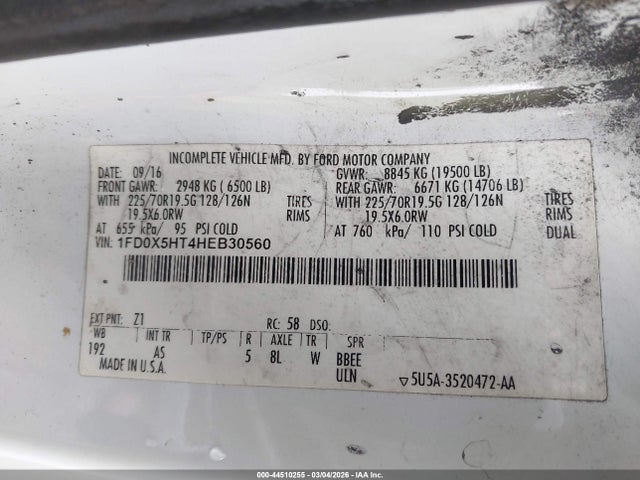 INCOMPLETE VEHICLE MFD. BY FORD MOTOR COMPANY
DATE: 09/16 GVWR: 8845 KG (19500 LB)
FRONT GAWR: 2948 KG ( 6500 LB) REAR GAWR: 6671 KG (14706 LB)
WITH 225/70R19.5G 128/126N TIRES WITH 225/70R19.5G 128/126N TIRES
19.5X6.0RW RIMS 19.5X6.0RW RIMS
AT 655 kPa/ 95 PSI COLD AT 760 kPa/ 110 PSI COLD DUAL
VIN: 1FD0X5HT4HEB30560
EXT PNT: Z1 RC: 58 DSO:
WB INT TR TP/PS R AXLE TR SPR
192 AS 5 8L W BBEE
MADE IN U.S.A. ULN ▽5U5A-3520472-AA
000-44510255 - 03/04/2026 - IAA Inc.